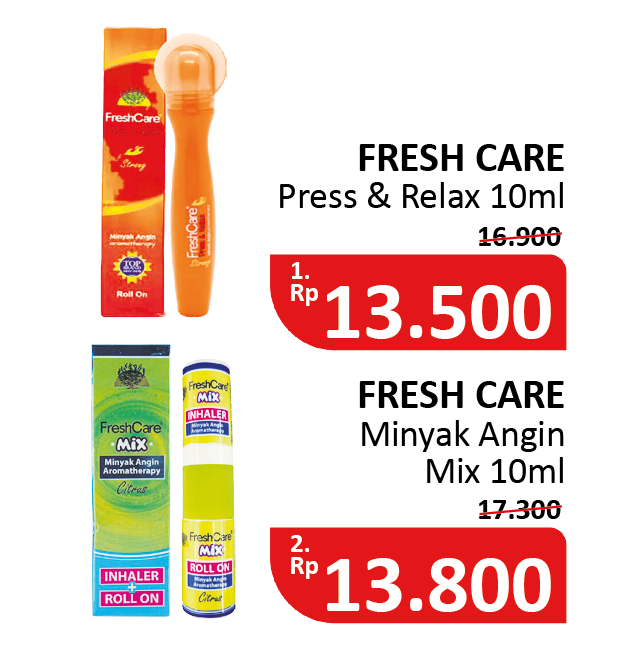 FreshCare
Strong
Minyak Angin
aromatherapy
TOP
Roll On
FreshCare
Strong
FRESH CARE
Press & Relax 10ml
16.900
1.
Rp 13.500
FreshCare
MiX
Minyak Angin
Aromatherapy
Citrus
INHALER
+
ROLL ON
FreshCare
MiX
INHALER
Minyak Angin
Aromatherapy
FreshCare
MiX
ROLL ON
Minyak Angin
Aromatherapy
Citrus
FRESH CARE
Minyak Angin
Mix 10ml
17.300
2.
Rp 13.800